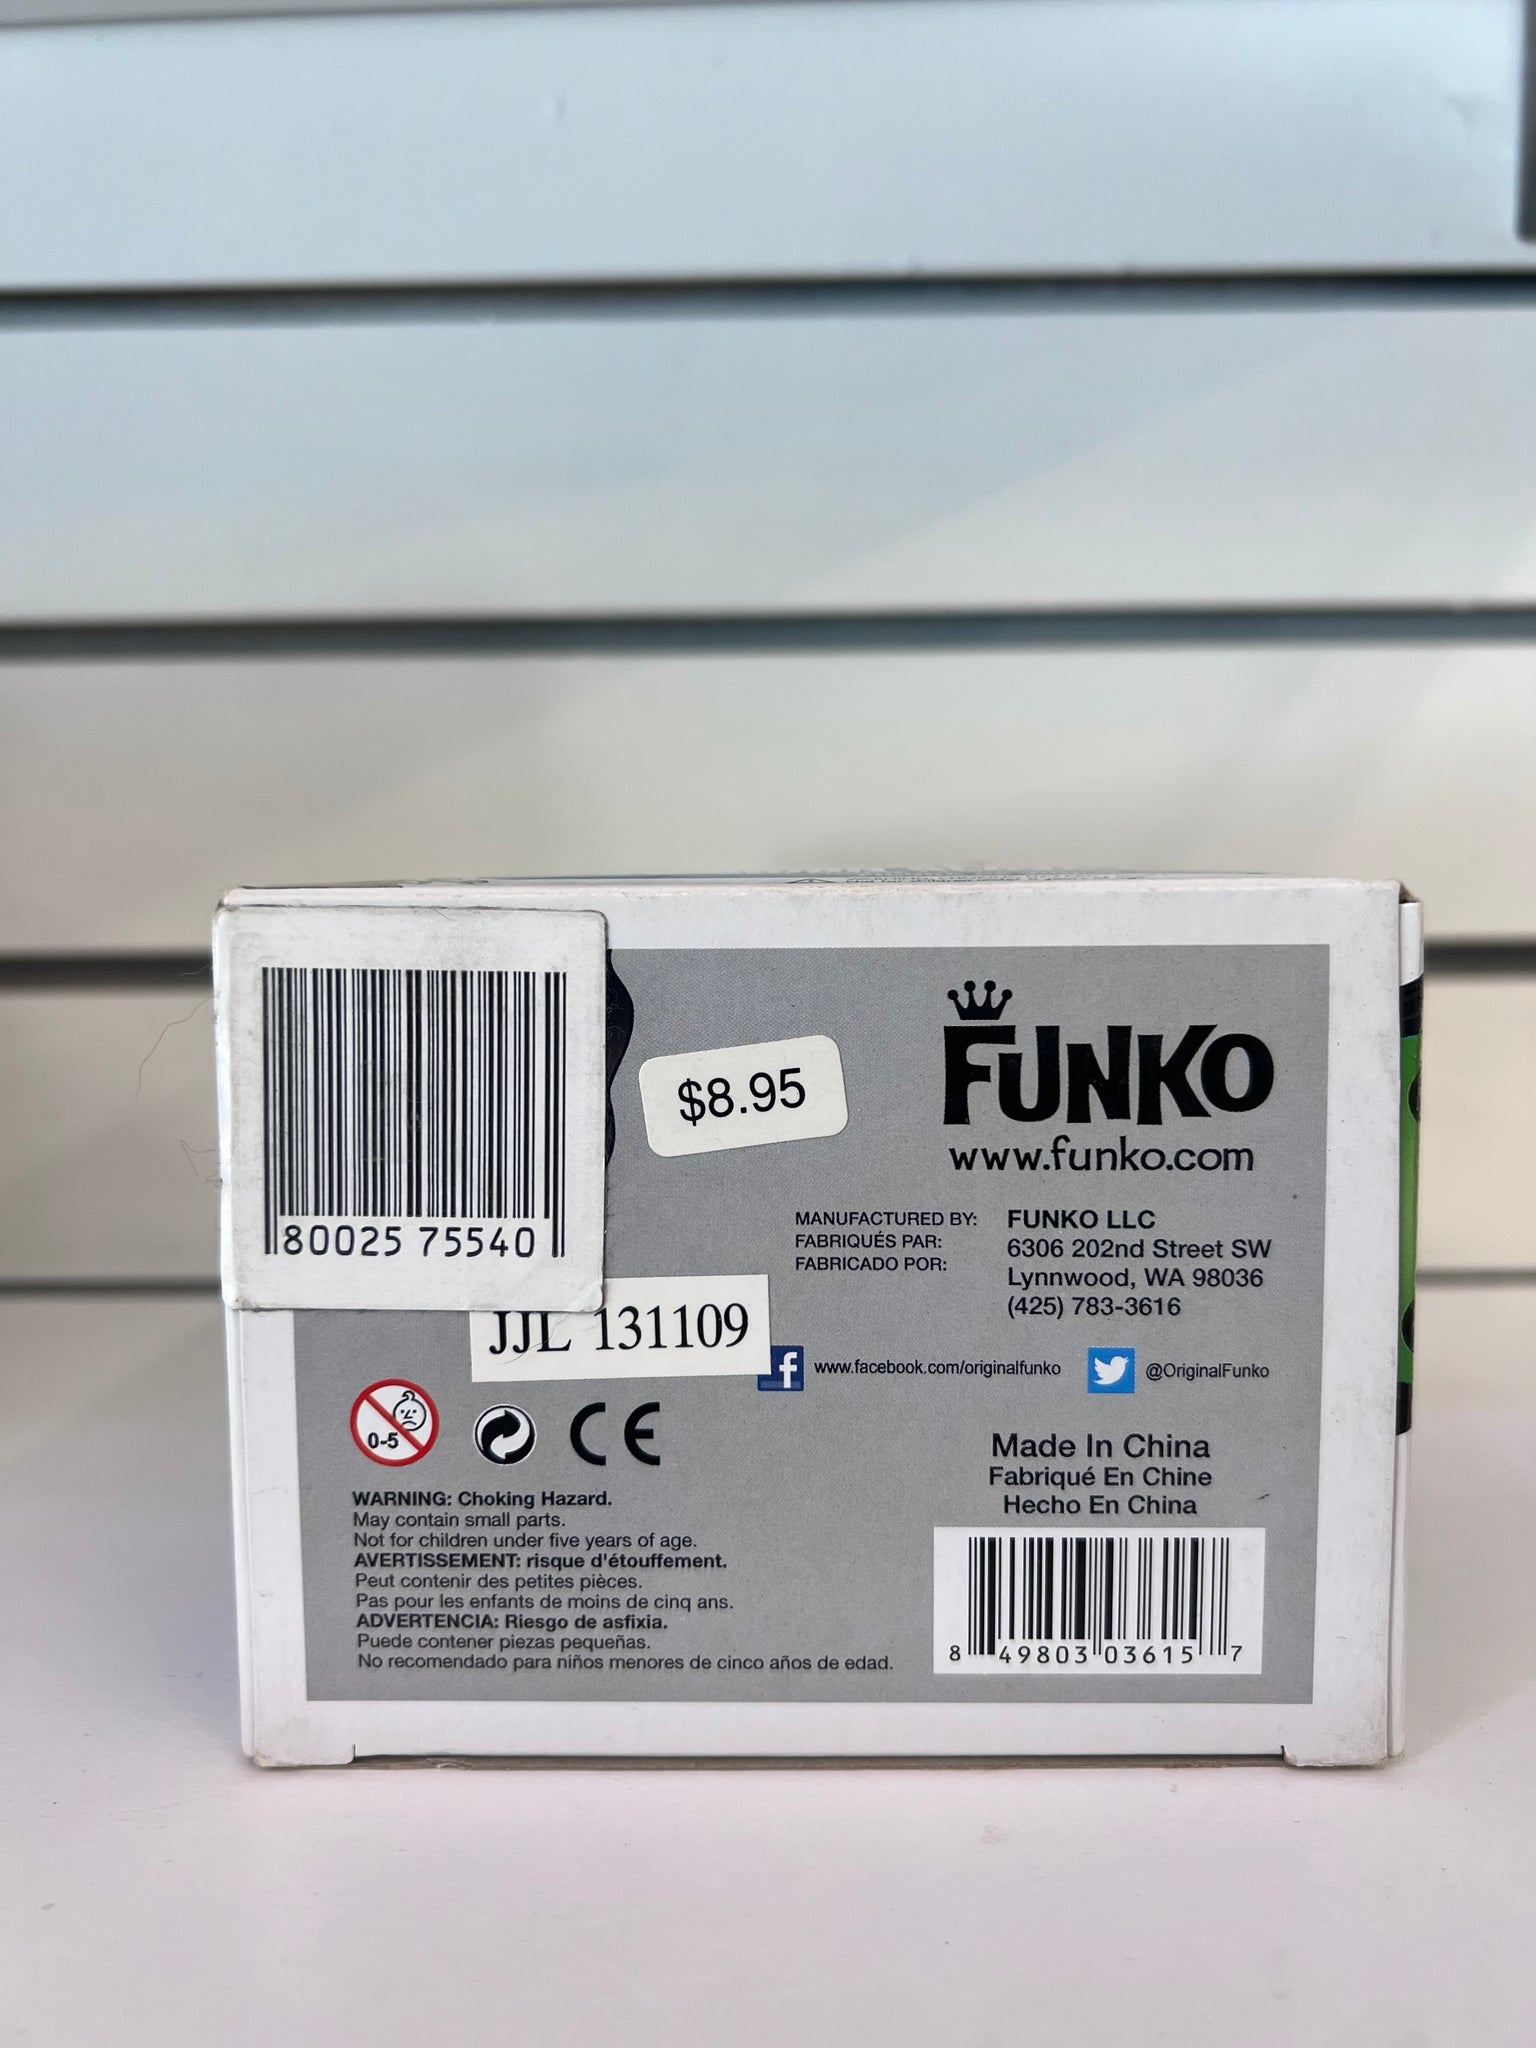 80025 75540
$8.95
FUNKO
www.funko.com
MANUFACTURED BY:
FABRIQUÉS PAR:
FABRICADO POR:
FUNKO LLC
6306 202nd Street SW
Lynnwood, WA 98036
(425) 783-3616
JJL 131109
f www.facebook.com/originalfunko @OriginalFunko
0-5
CE
WARNING: Choking Hazard.
May contain small parts.
Not for children under five years of age.
AVERTISSEMENT: risque d'étouffement.
Peut contenir des petites pièces.
Pas pour les enfants de moins de cinq ans.
ADVERTENCIA: Riesgo de asfixia.
Puede contener piezas pequeñas.
No recomendado para niños menores de cinco años de edad.
Made In China
Fabriqué En Chine
Hecho En China
8 49803 03615 7